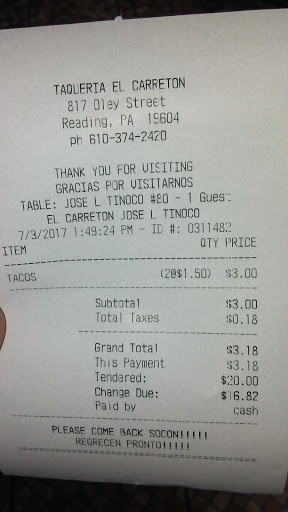 TAQUERIA EL CARRETON
817 Oley Street
Reading, PA 19604
ph 610-374-2420
THANK YOU FOR VISITING
GRACIAS POR VISITARNOS
TABLE: JOSE L TINOCO #80 - 1 Guest
EL CARRETON JOSE L TINOCO
7/3/2017 1:49:24 PM - ID #: 0311482
ITEM QTY PRICE
TACOS (2@$1.50) $3.00
Subtotal $3.00
Total Taxes $0.18
Grand Total $3.18
This Payment $3.18
Tendered: $20.00
Change Due: $16.82
Paid by cash
PLEASE COME BACK SOCON!!!!!
REGRECEN PRONTO!!!!!